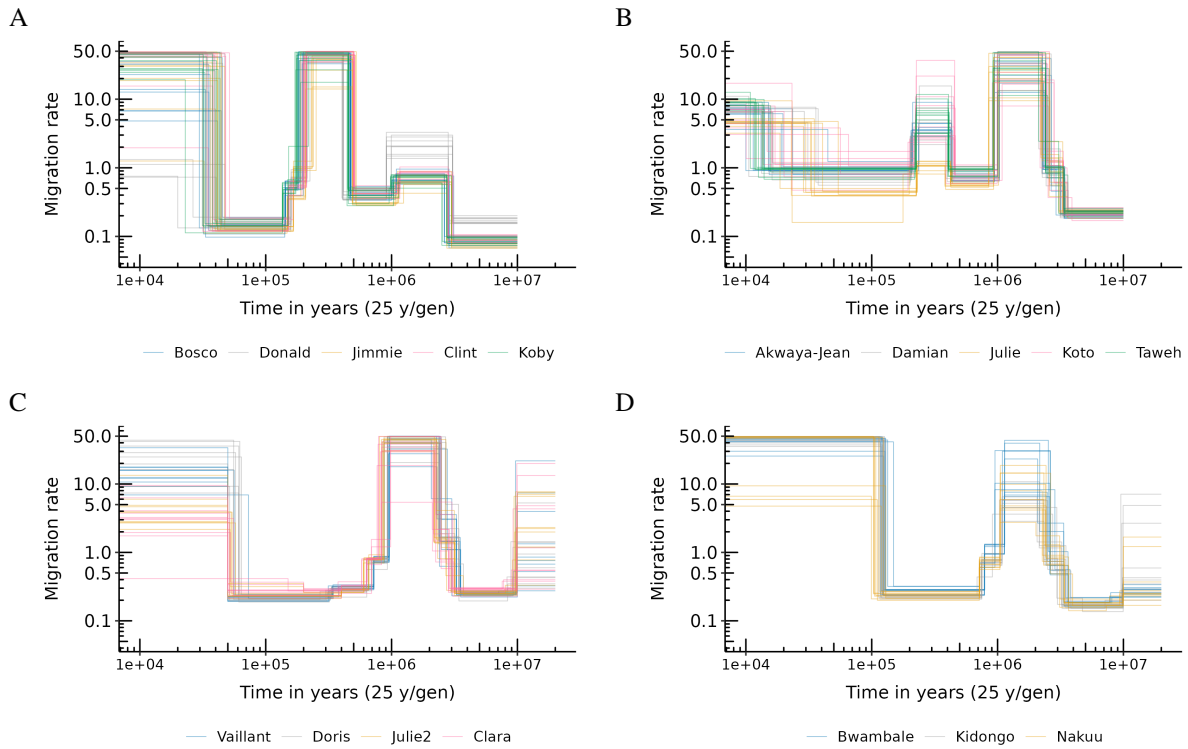 A
50.0
10.0
5.0
1.0
0.5
0.1
Migration rate
1e+04 1e+05 1e+06 1e+07
Time in years (25 y/gen)
Bosco Donald Jimmie Clint Koby
B
50.0
10.0
5.0
1.0
0.5
0.1
Migration rate
1e+04 1e+05 1e+06 1e+07
Time in years (25 y/gen)
Akwaya-Jean Damian Julie Koto Taweh
C
50.0
10.0
5.0
1.0
0.5
0.1
Migration rate
1e+04 1e+05 1e+06 1e+07
Time in years (25 y/gen)
Vaillant Doris Julie2 Clara
D
50.0
10.0
5.0
1.0
0.5
0.1
Migration rate
1e+04 1e+05 1e+06 1e+07
Time in years (25 y/gen)
Bwambale Kidongo Nakuu